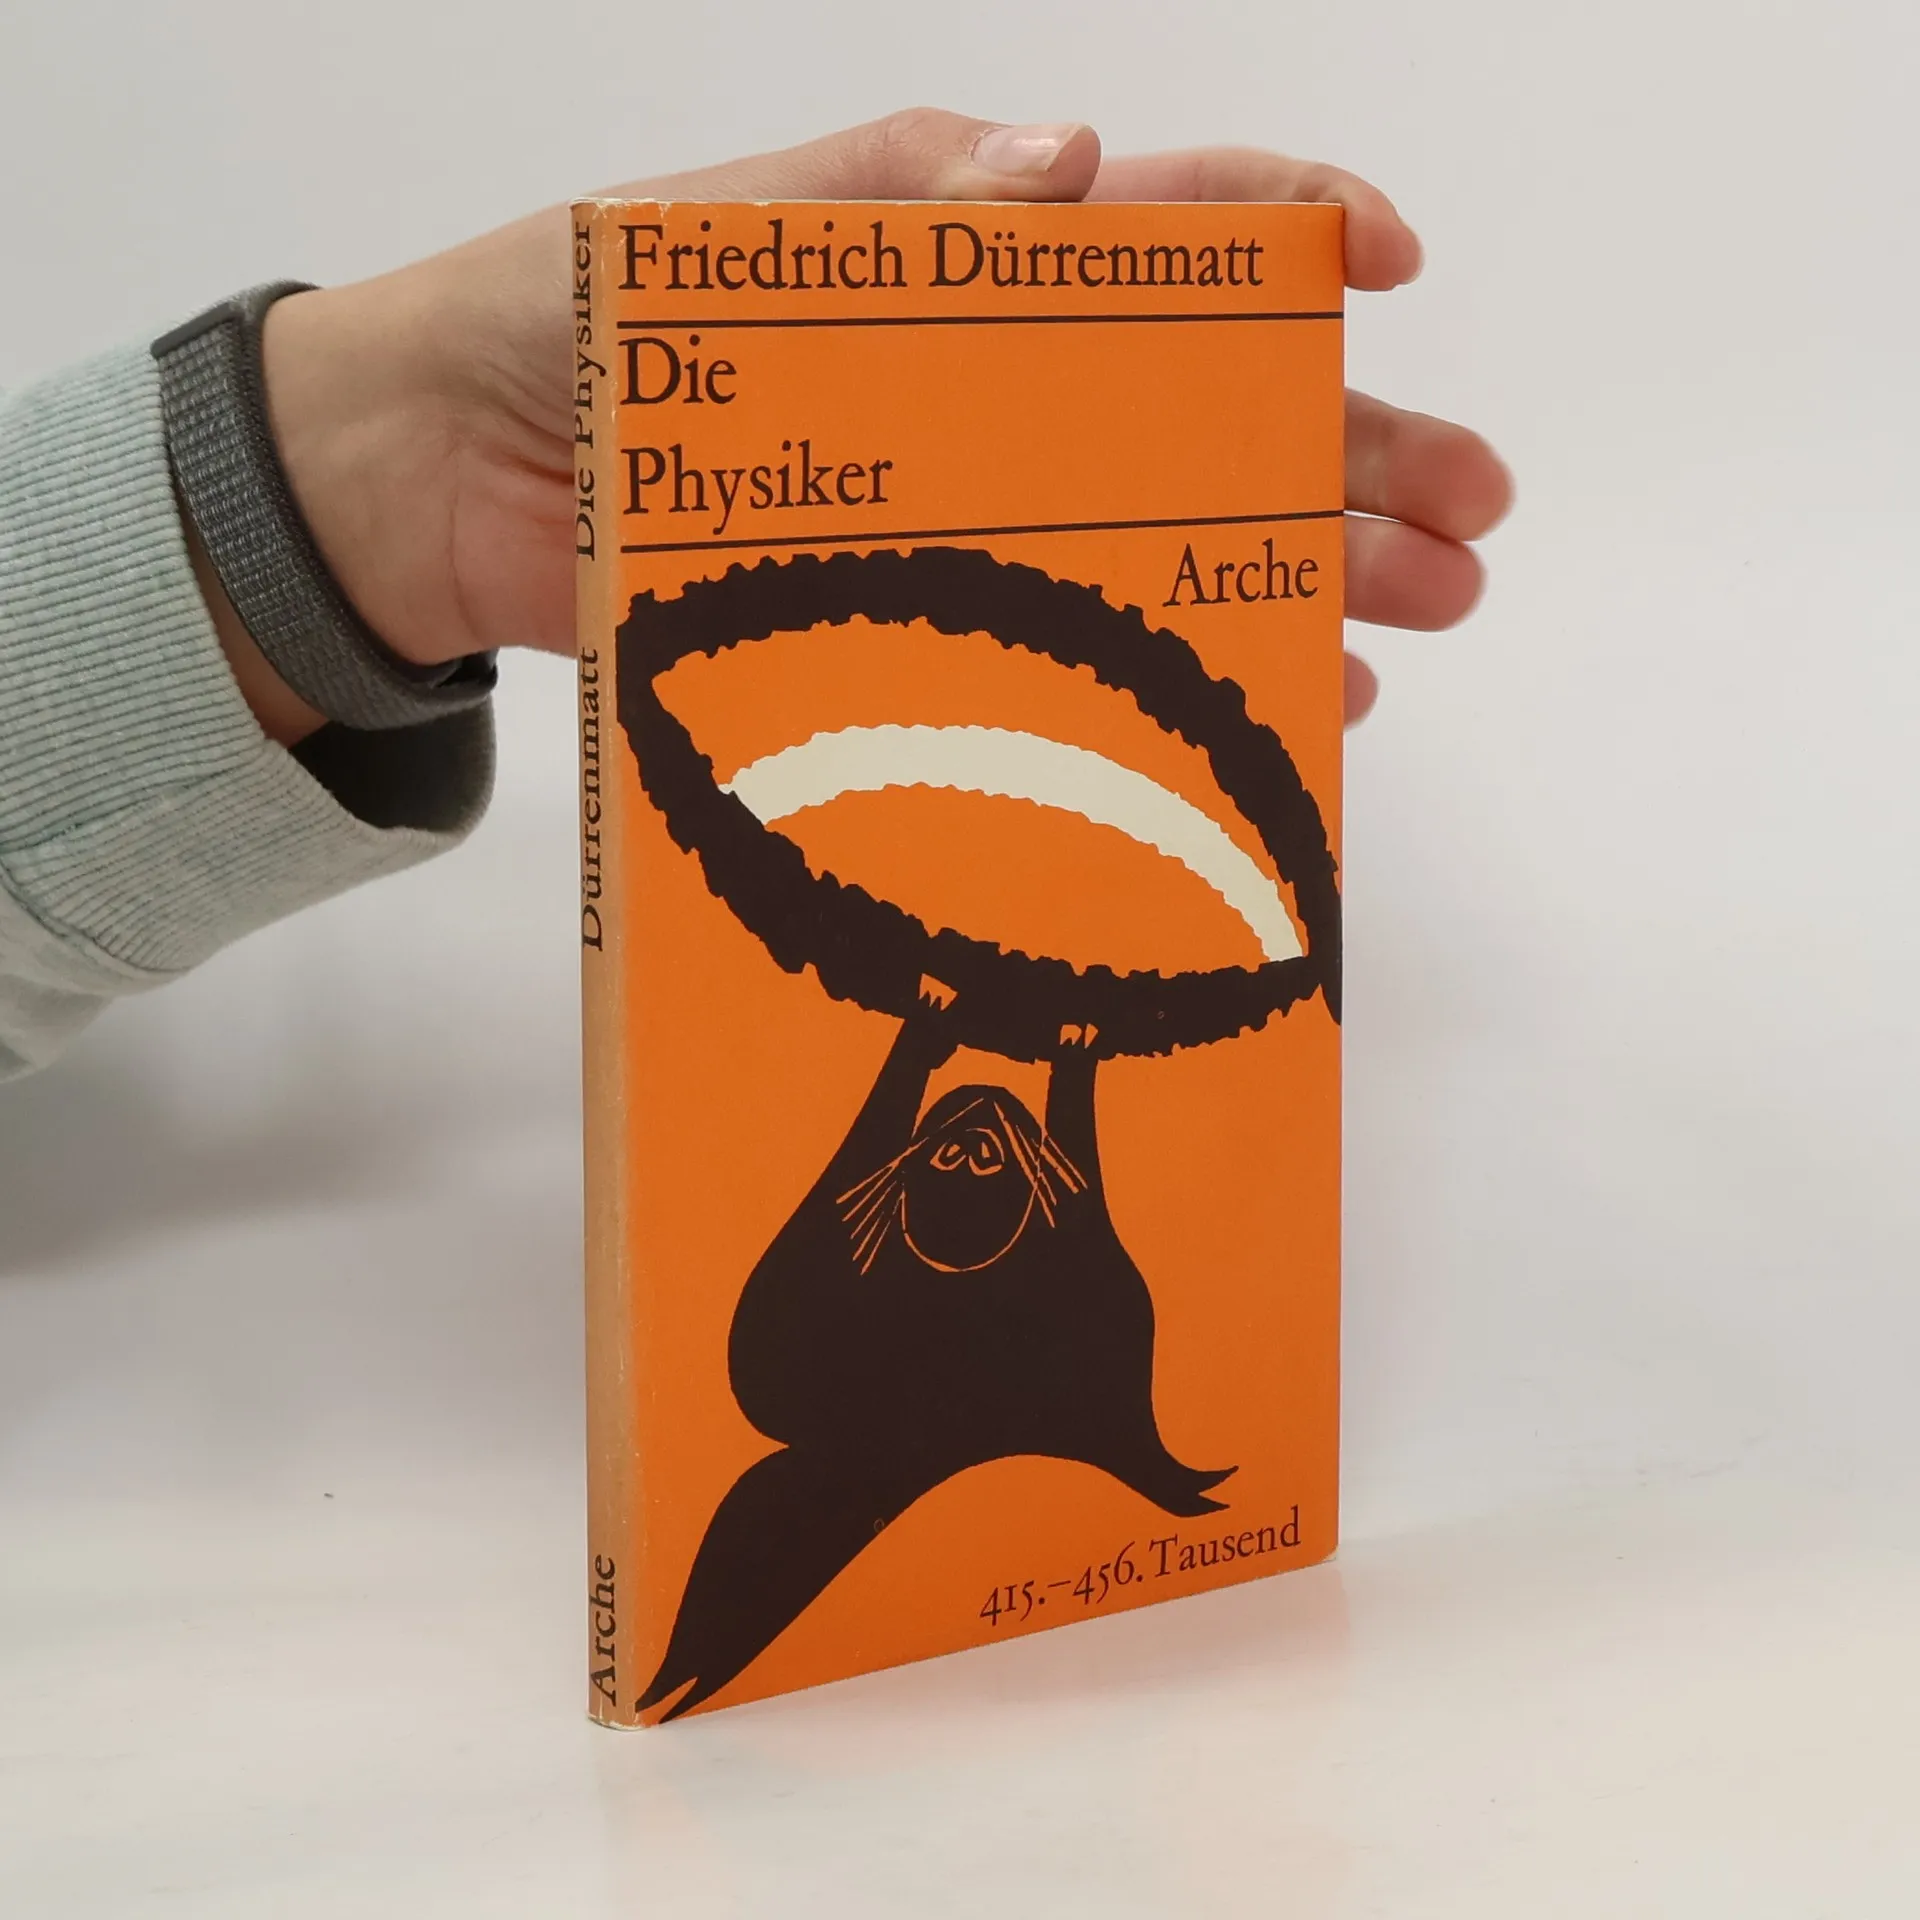 Friedrich Dürrenmatt
Die
Physiker
Arche
415.–456. Tausend
Arche Dürrenmatt Die Physiker